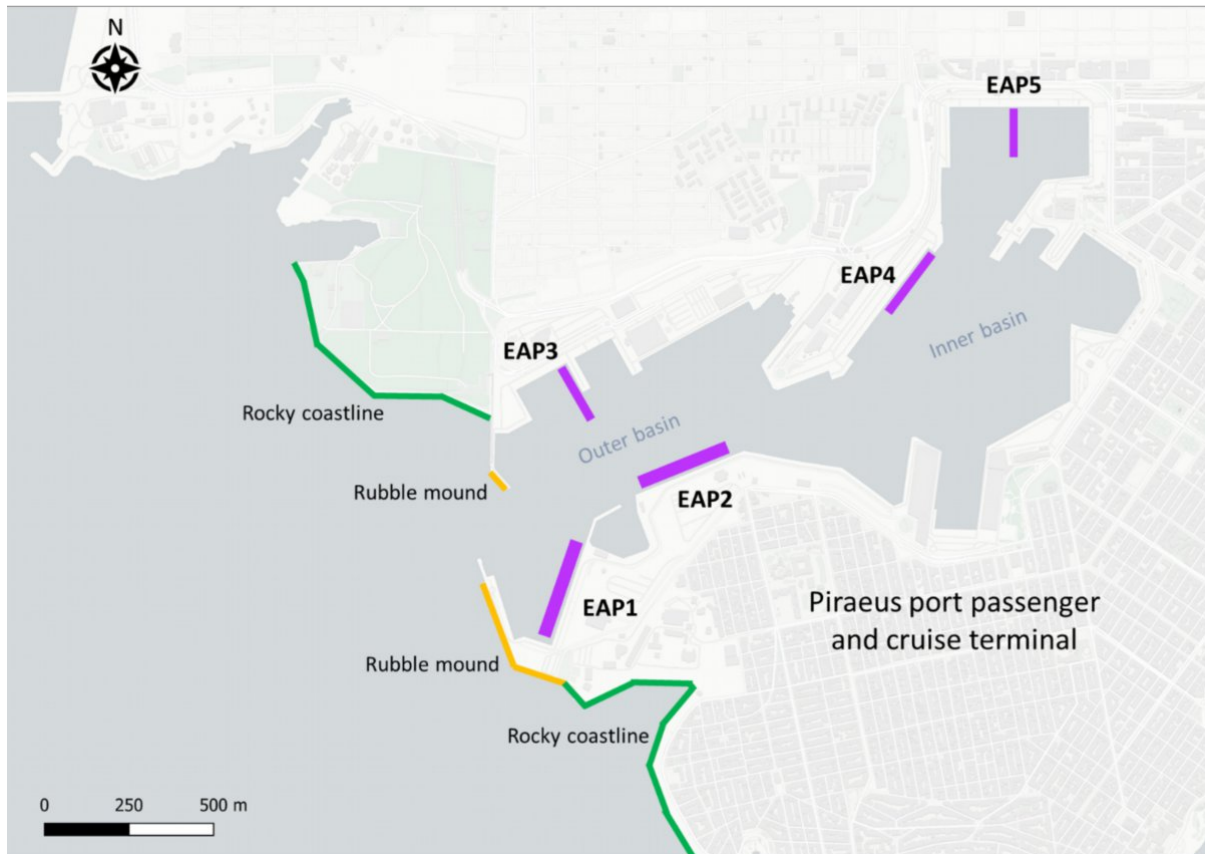 N
EAP5
EAP4
Inner basin
EAP3
Outer basin
Rocky coastline
Rubble mound
EAP2
EAP1
Piraeus port passenger
and cruise terminal
Rubble mound
Rocky coastline
0 250 500 m